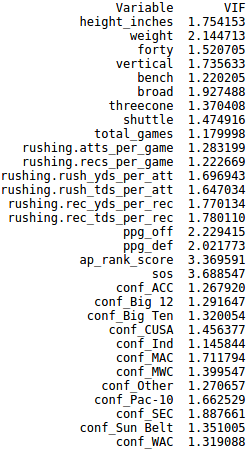 Variable VIF
height_inches 1.754153
weight 2.144713
forty 1.520705
vertical 1.735633
bench 1.220205
broad 1.927488
threecone 1.370408
shuttle 1.474916
total_games 1.179998
rushing.atts_per_game 1.283199
rushing.recs_per_game 1.222669
rushing.rush_yds_per_att 1.696943
rushing.rush_tds_per_att 1.647034
rushing.rec_yds_per_rec 1.770134
rushing.rec_tds_per_rec 1.780110
ppg_off 2.229415
ppg_def 2.021773
ap_rank_score 3.369591
sos 3.688547
conf_ACC 1.267920
conf_Big 12 1.291647
conf_Big Ten 1.320054
conf_CUSA 1.456377
conf_Ind 1.145844
conf_MAC 1.711794
conf_MWC 1.399547
conf_Other 1.270657
conf_Pac-10 1.662529
conf_SEC 1.887661
conf_Sun Belt 1.351005
conf_WAC 1.319088